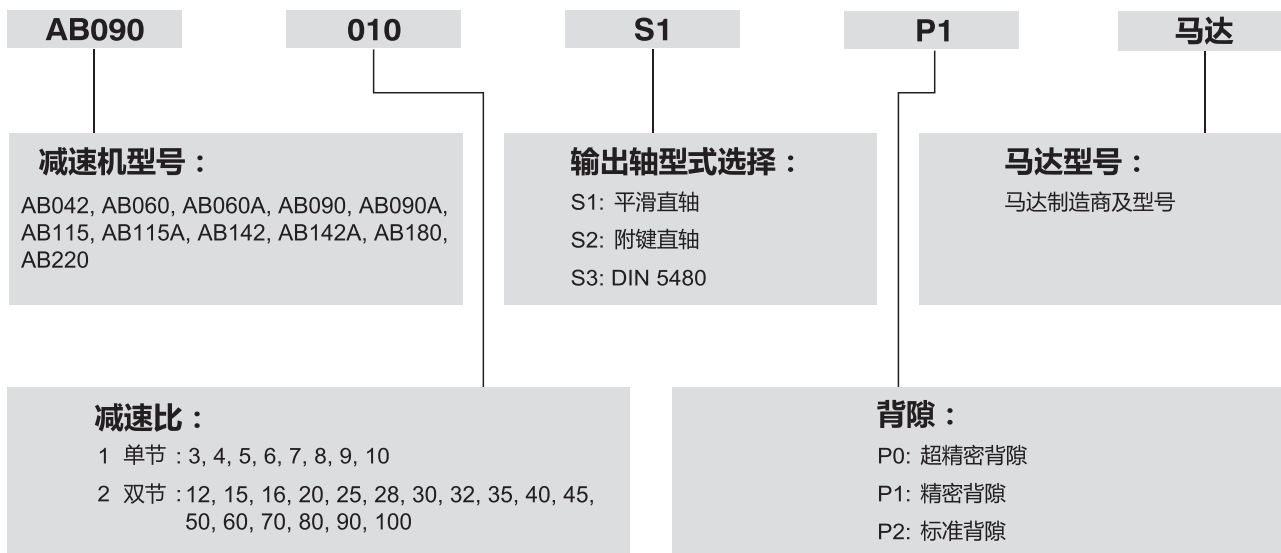 AB090 010 S1 P1 马达
减速机型号：
AB042, AB060, AB060A, AB090, AB090A,
AB115, AB115A, AB142, AB142A, AB180,
AB220
输出轴型式选择：
S1: 平滑直轴
S2: 附键直轴
S3: DIN 5480
马达型号：
马达制造商及型号
减速比：
1 单节 : 3, 4, 5, 6, 7, 8, 9, 10
2 双节 : 12, 15, 16, 20, 25, 28, 30, 32, 35, 40, 45,
50, 60, 70, 80, 90, 100
背隙：
P0: 超精密背隙
P1: 精密背隙
P2: 标准背隙